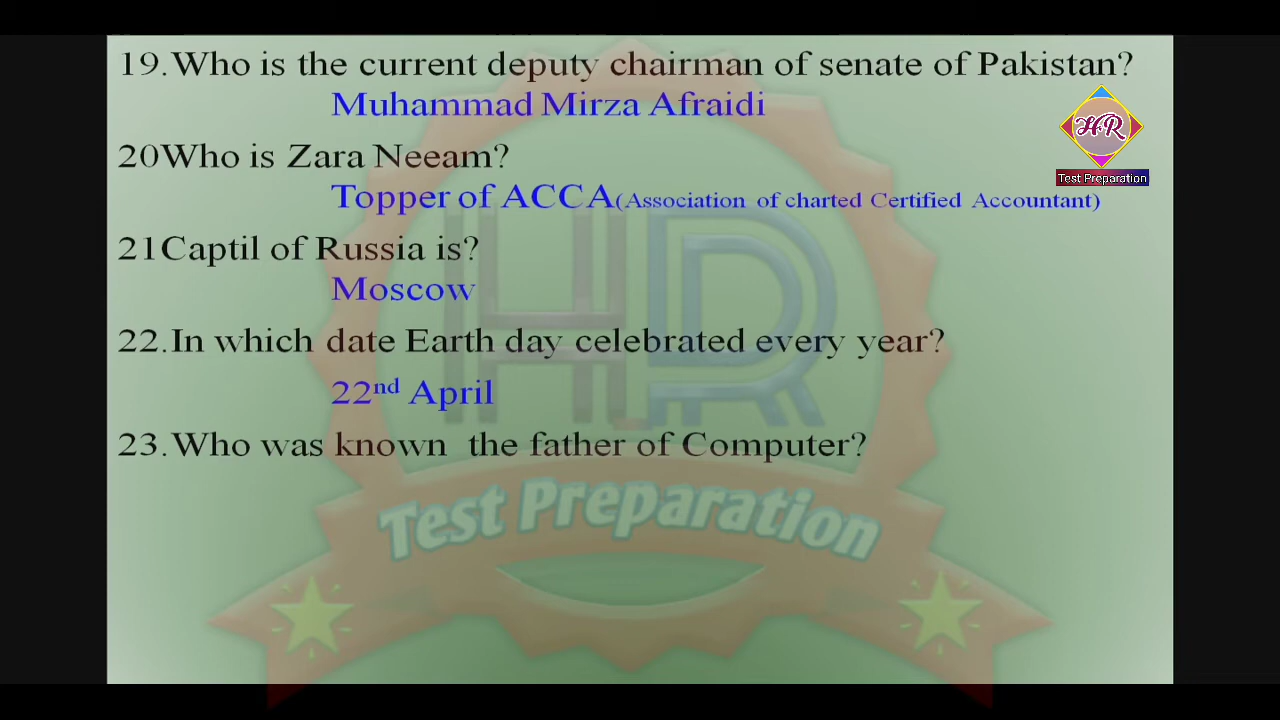 19.Who is the current deputy chairman of senate of Pakistan?
Muhammad Mirza Afraidi
20Who is Zara Neeam?
Topper of ACCA(Association of charted Certified Accountant)
21Captil of Russia is?
Moscow
22.In which date Earth day celebrated every year?
22nd April
23.Who was known the father of Computer?
HR
Test Preparation
HR
Test Preparation